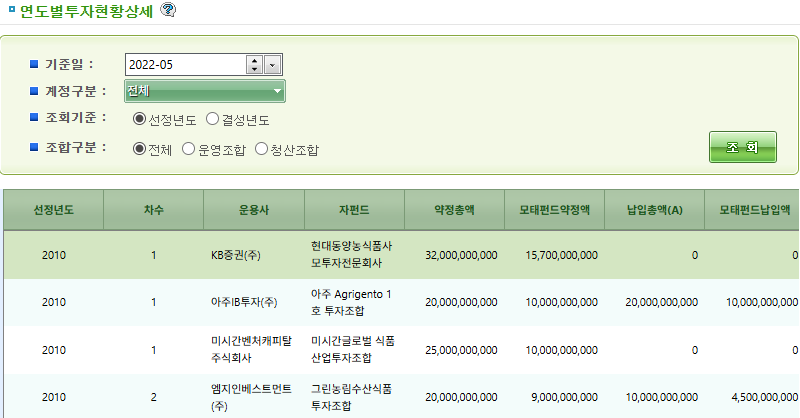 연도별투자현황상세 ?
기준일 : 2022-05
계정구분 : 전체
조회기준 : 선정년도 결성년도
조합구분 : 전체 운영조합 청산조합
조 회
선정년도 차수 운용사 자펀드 약정총액 모태펀드약정액 납입총액(A) 모태펀드납입액
2010 1 KB증권(주) 현대동양농식품사 32,000,000,000 15,700,000,000 0 0
모투자전문회사
2010 1 아주IB투자(주) 아주 Agrigento 1 20,000,000,000 10,000,000,000 20,000,000,000 10,000,000,000
호 투자조합
2010 1 미시간벤처캐피탈 미시간글로벌 식품 25,000,000,000 10,000,000,000 0 0
주식회사 산업투자조합
2010 2 엠지인베스트먼트 그린농림수산식품 20,000,000,000 9,000,000,000 10,000,000,000 4,500,000,000
(주) 투자조합